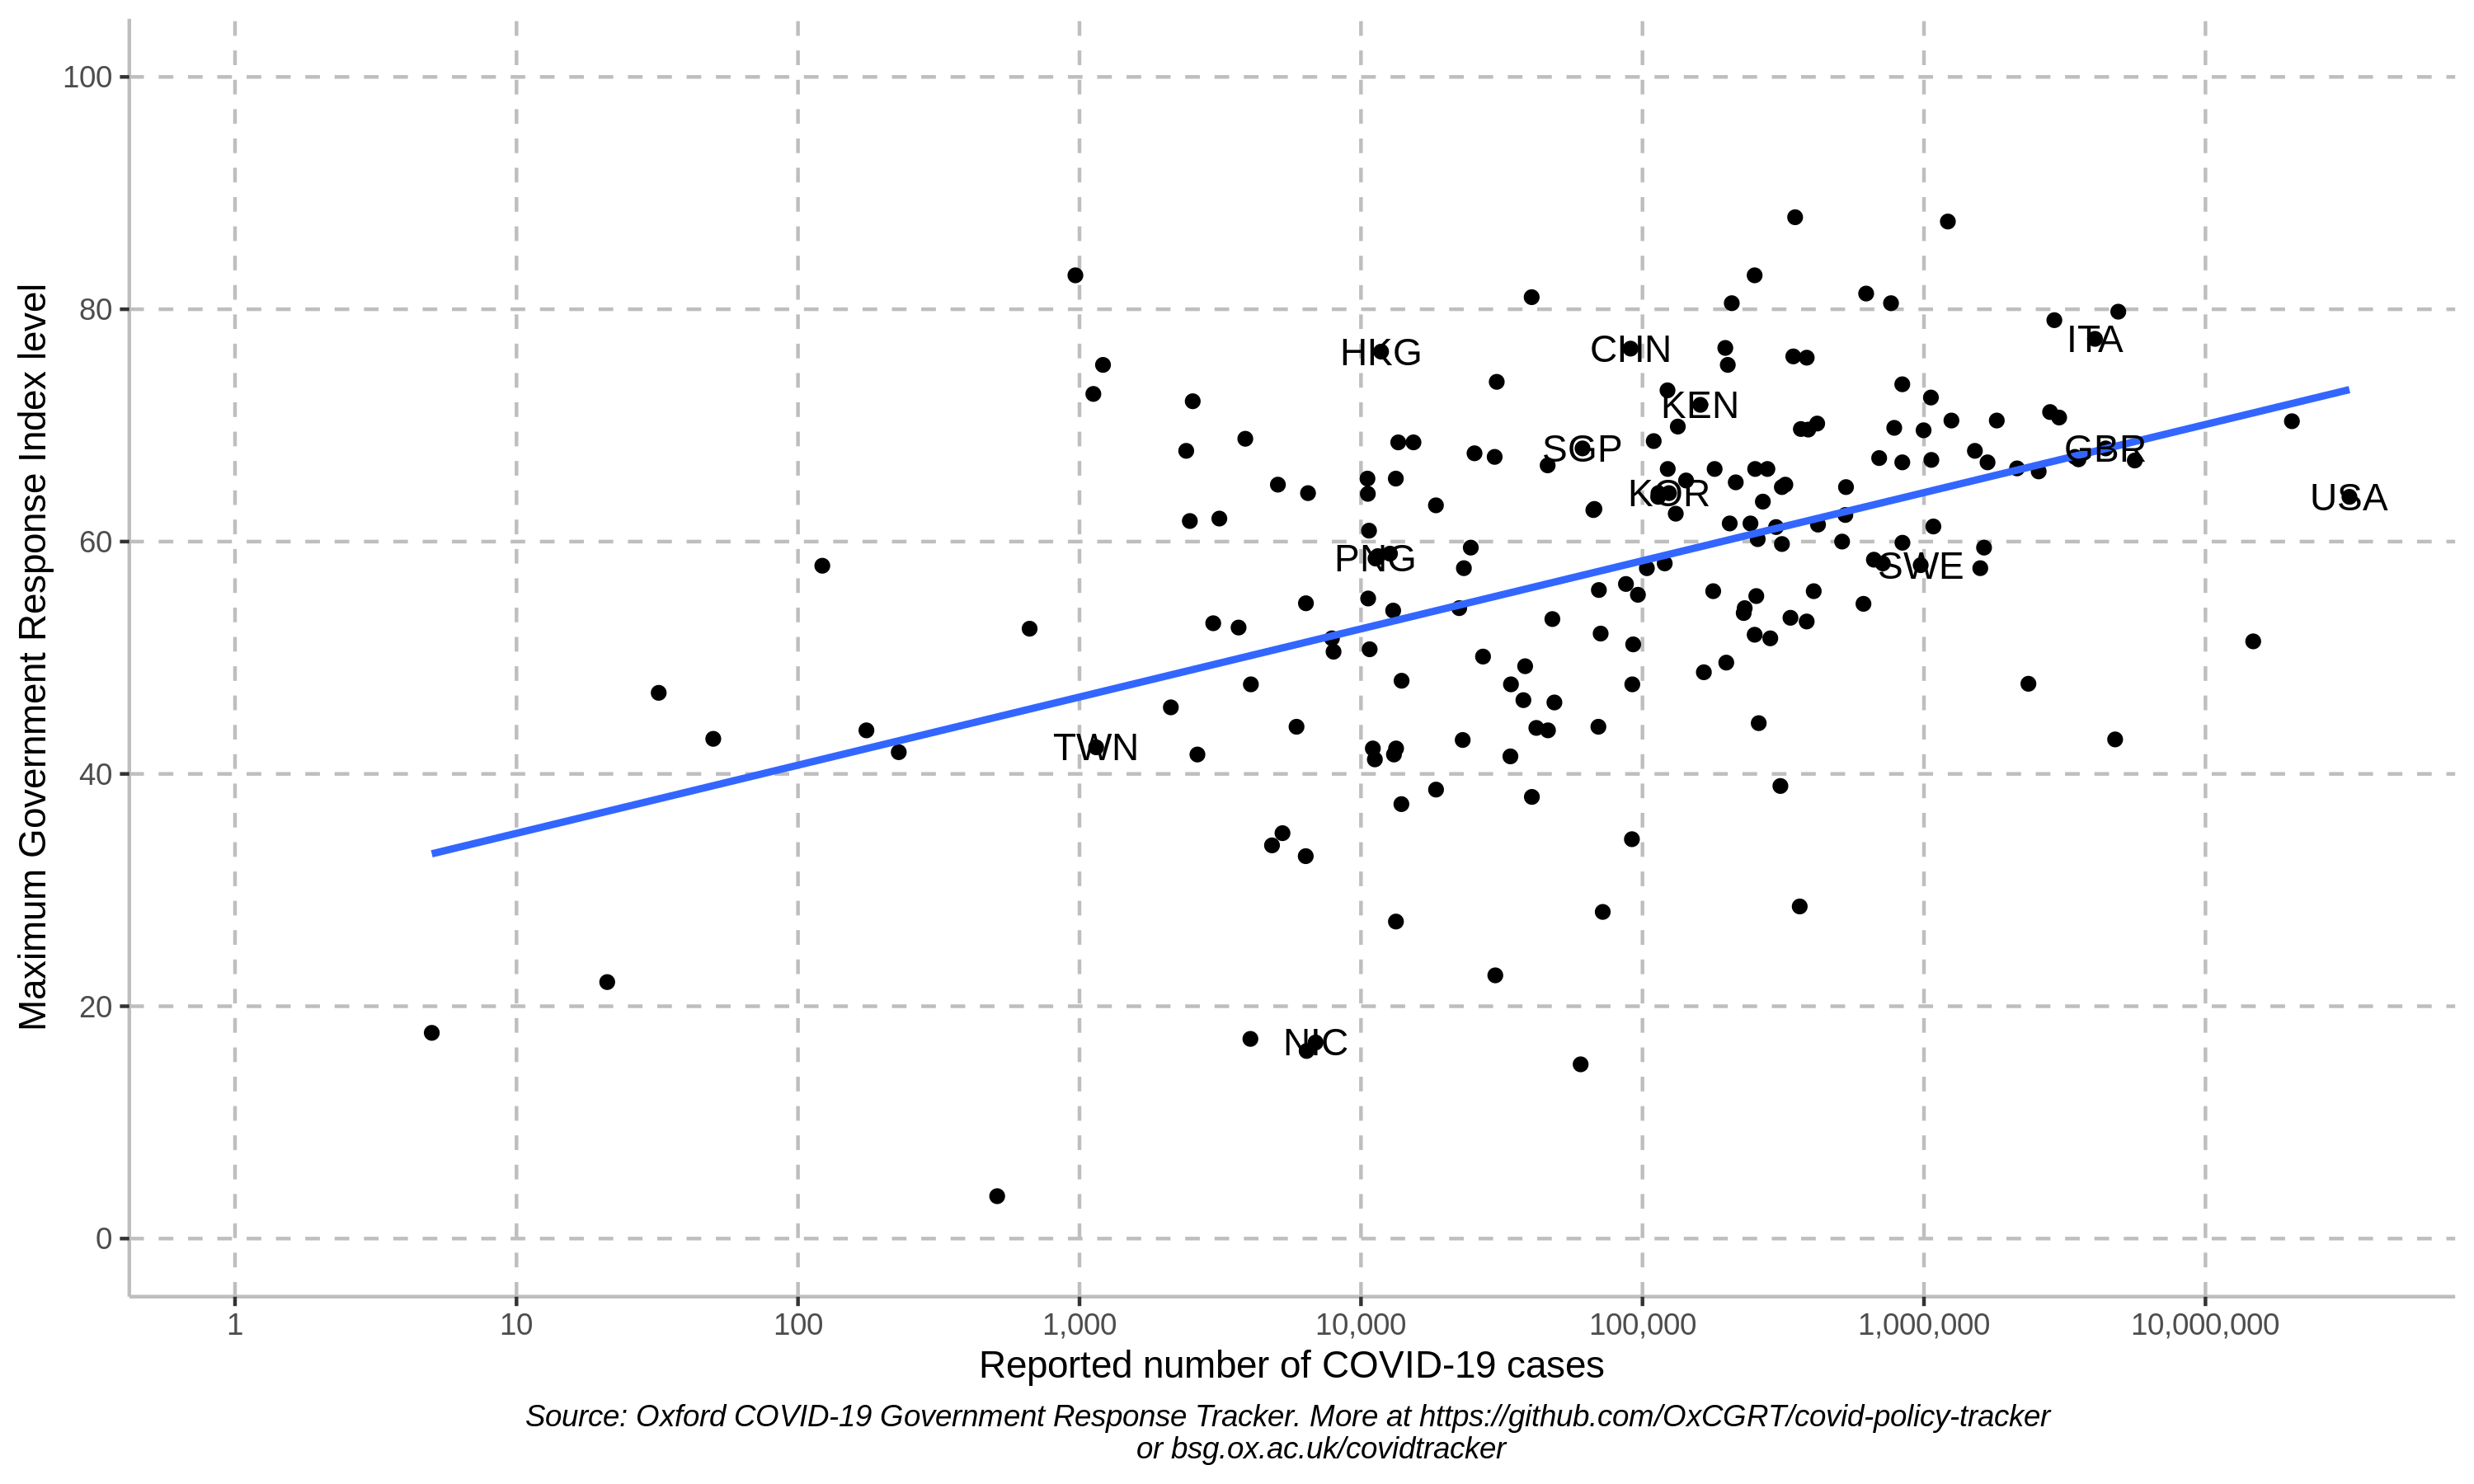 Maximum Government Response Index level
100
80
60
40
20
0
HKG
CHN
ITA
KEN
SGP
GBR
KOR
USA
PNG
SWE
TWN
NIC
1
10
100
1,000
10,000
100,000
1,000,000
10,000,000
Reported number of COVID-19 cases
Source: Oxford COVID-19 Government Response Tracker. More at https://github.com/OxCGRT/covid-policy-tracker
or bsg.ox.ac.uk/covidtracker